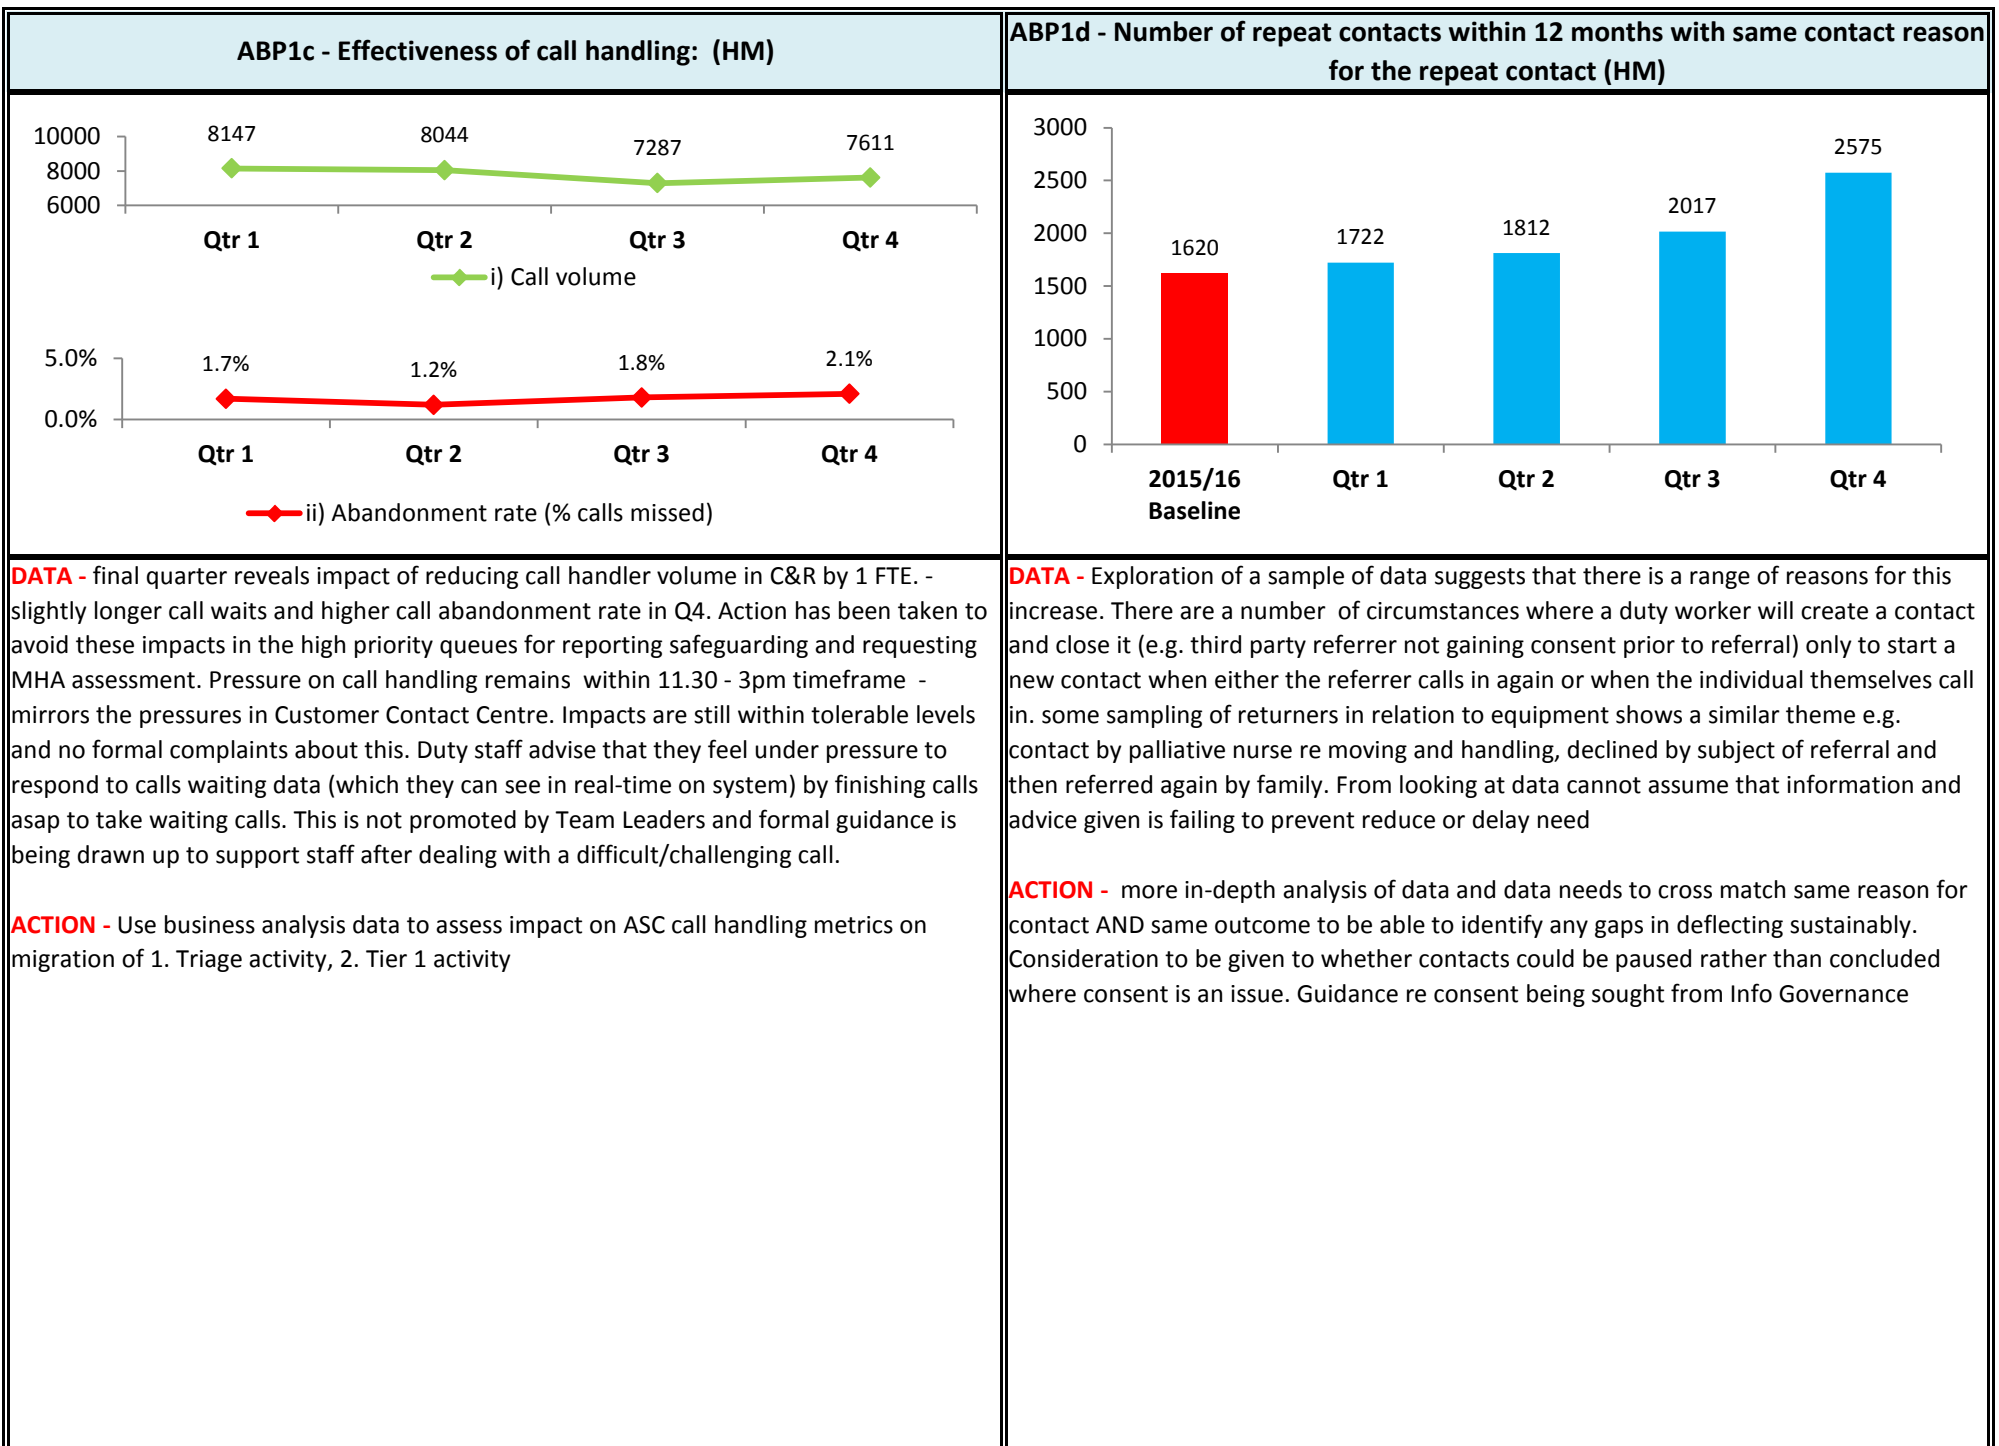 ABP1c - Effectiveness of call handling:  (HM)
10000
8000
6000
8147
8044
7287
7611
Qtr 1
Qtr 2
Qtr 3
Qtr 4
i) Call volume
5.0%
0.0%
1.7%
1.2%
1.8%
2.1%
Qtr 1
Qtr 2
Qtr 3
Qtr 4
ii) Abandonment rate (% calls missed)
DATA - final quarter reveals impact of reducing call handler volume in C&R by 1 FTE. -
slightly longer call waits and higher call abandonment rate in Q4. Action has been taken to
avoid these impacts in the high priority queues for reporting safeguarding and requesting
MHA assessment. Pressure on call handling remains  within 11.30 - 3pm timeframe  -
mirrors the pressures in Customer Contact Centre. Impacts are still within tolerable levels
and no formal complaints about this. Duty staff advise that they feel under pressure to
respond to calls waiting data (which they can see in real-time on system) by finishing calls
asap to take waiting calls. This is not promoted by Team Leaders and formal guidance is
being drawn up to support staff after dealing with a difficult/challenging call.
ACTION - Use business analysis data to assess impact on ASC call handling metrics on
migration of 1. Triage activity, 2. Tier 1 activity
ABP1d - Number of repeat contacts within 12 months with same contact reason
for the repeat contact (HM)
3000
2500
2000
1500
1000
500
0
1620
1722
1812
2017
2575
2015/16
Baseline
Qtr 1
Qtr 2
Qtr 3
Qtr 4
DATA - Exploration of a sample of data suggests that there is a range of reasons for this
increase. There are a number  of circumstances where a duty worker will create a contact
and close it (e.g. third party referrer not gaining consent prior to referral) only to start a
new contact when either the referrer calls in again or when the individual themselves call
in. some sampling of returners in relation to equipment shows a similar theme e.g.
contact by palliative nurse re moving and handling, declined by subject of referral and
then referred again by family. From looking at data cannot assume that information and
advice given is failing to prevent reduce or delay need
ACTION -  more in-depth analysis of data and data needs to cross match same reason for
contact AND same outcome to be able to identify any gaps in deflecting sustainably.
Consideration to be given to whether contacts could be paused rather than concluded
where consent is an issue. Guidance re consent being sought from Info Governance